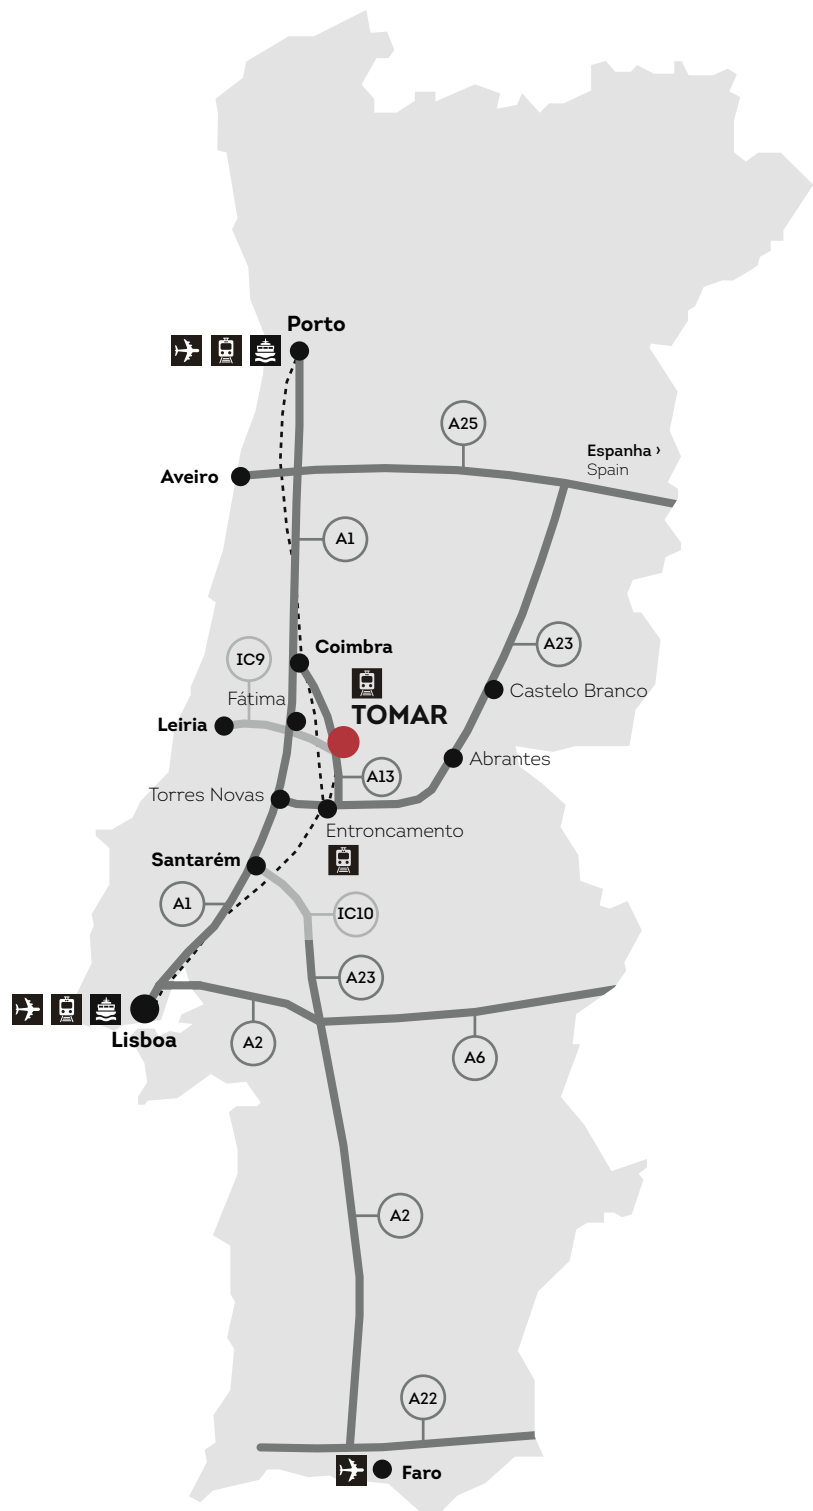 Porto
A25
Espanha ›
Spain
Aveiro
A1
A23
Coimbra
IC9
Castelo Branco
Fátima
TOMAR
Leiria
Abrantes
A13
Torres Novas
Entroncamento
Santarém
A1
IC10
A23
Lisboa
A2
A6
A2
A22
Faro